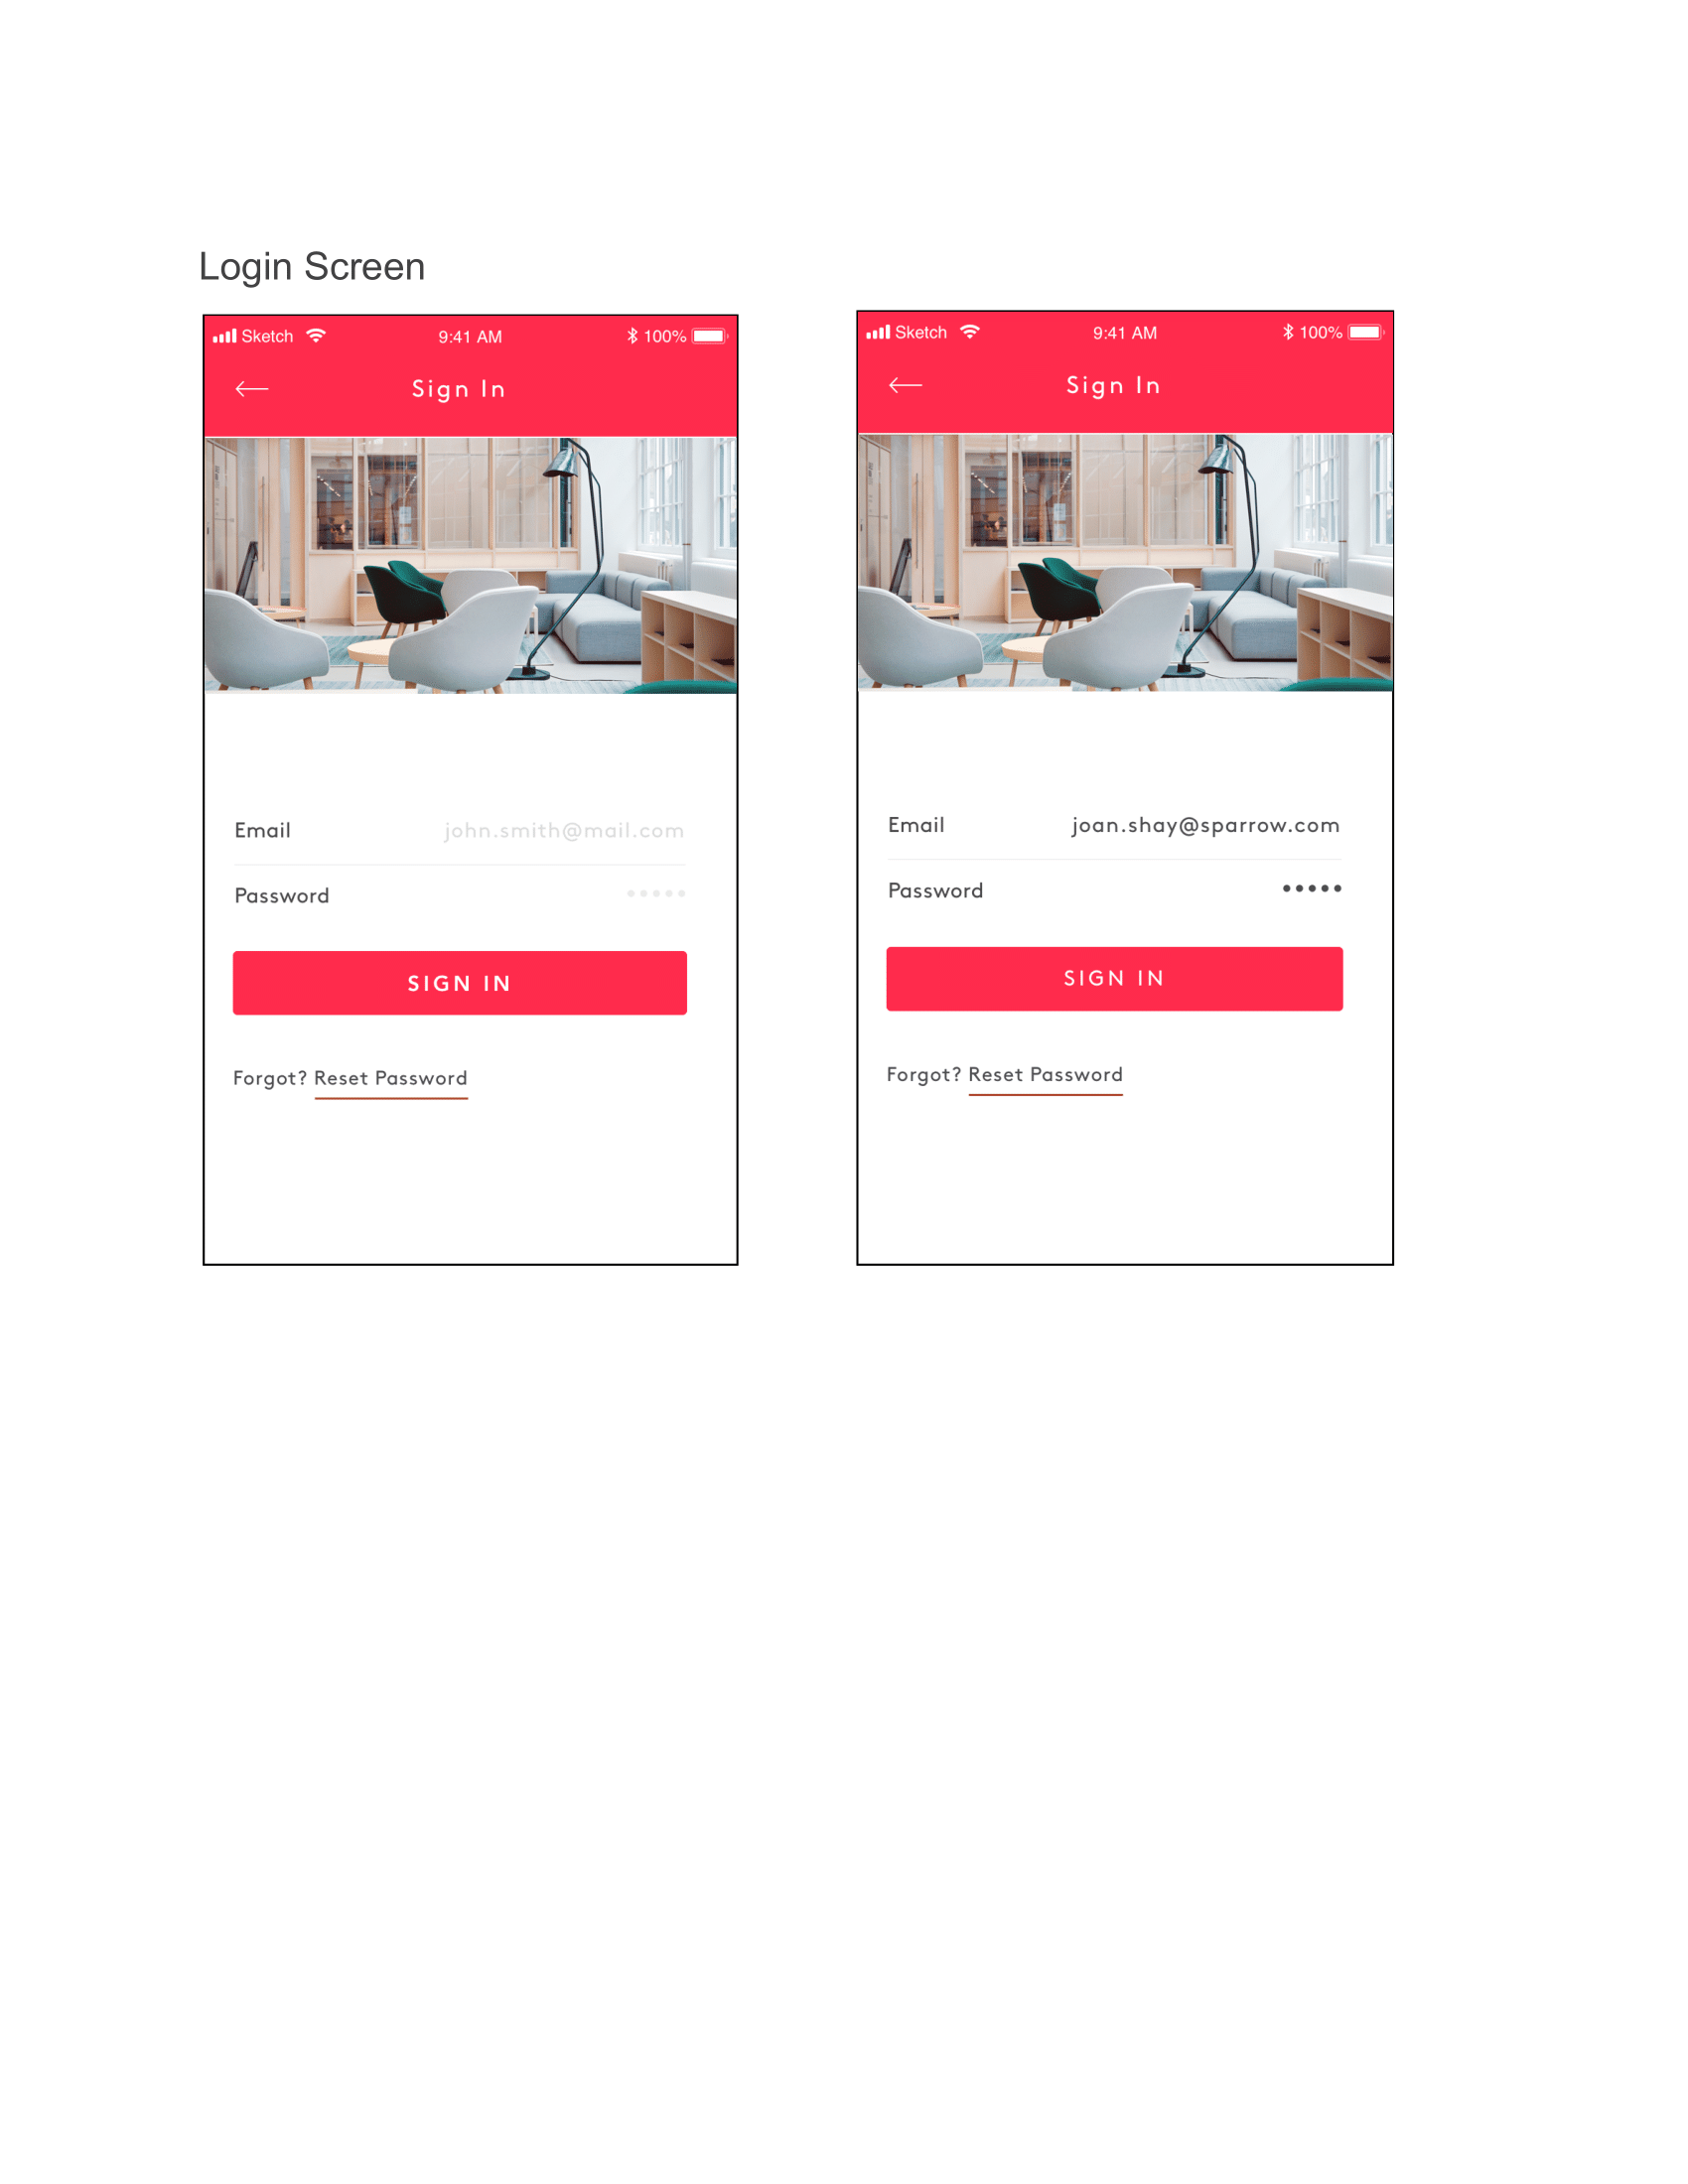 Login Screen
Sketch 9:41 AM 100%
Sign In
Email john.smith@mail.com
Password •••••
SIGN IN
Forgot? Reset Password
Sketch 9:41 AM 100%
Sign In
Email joan.shay@sparrow.com
Password •••••
SIGN IN
Forgot? Reset Password